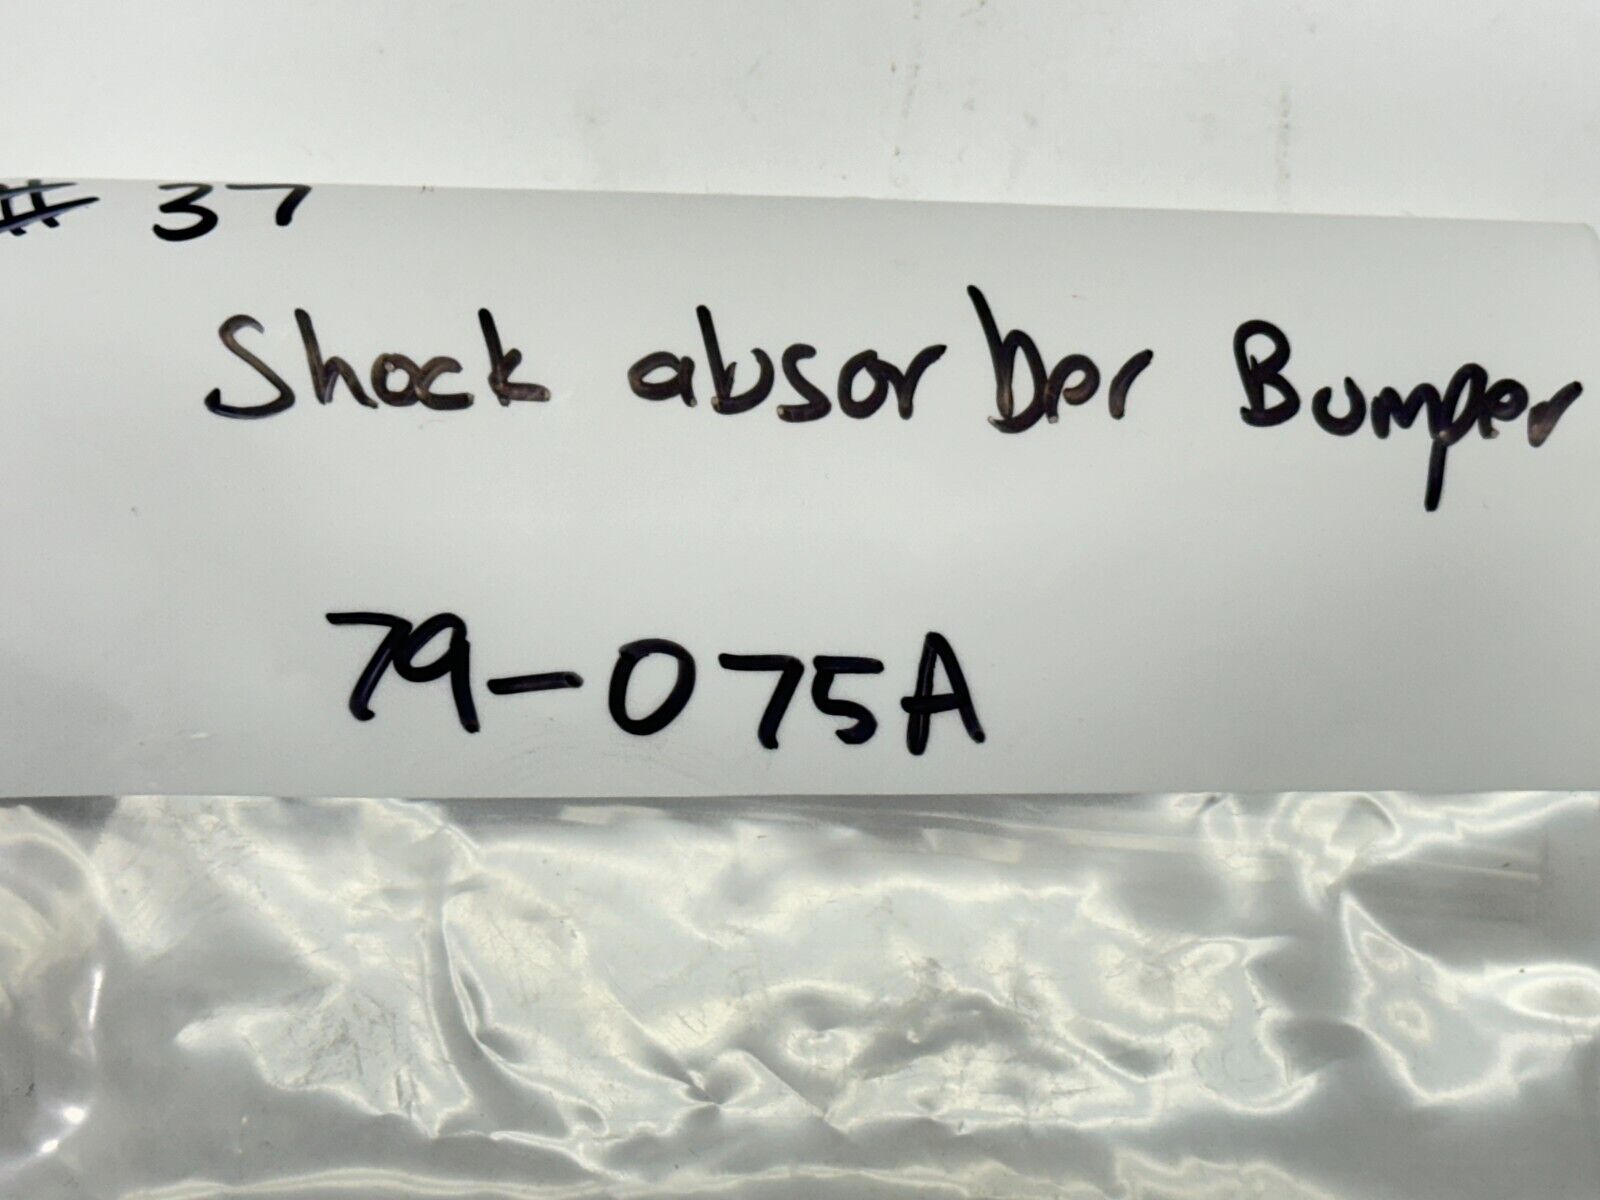 # 37
Shock absorber Bumper
79-075A